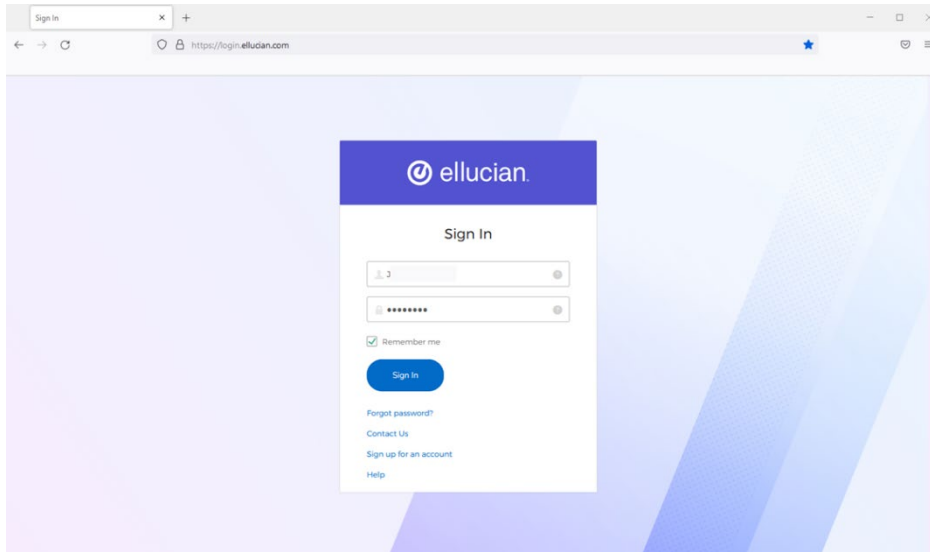 Sign In
https://login.ellucian.com
ellucian.
Sign In
J
••••••••
Remember me
Sign In
Forgot password?
Contact Us
Sign up for an account
Help